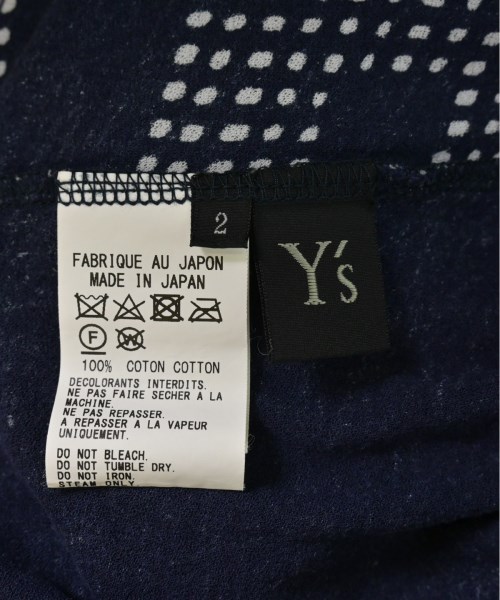 2
Y's
FABRIQUE AU JAPON
MADE IN JAPAN
F W
100% COTON COTTON
DECOLORANTS INTERDITS.
NE PAS FAIRE SECHER A LA
MACHINE.
NE PAS REPASSER.
A REPASSER A LA VAPEUR
UNIQUEMENT.
DO NOT BLEACH.
DO NOT TUMBLE DRY.
DO NOT IRON.
STEAM ONLY